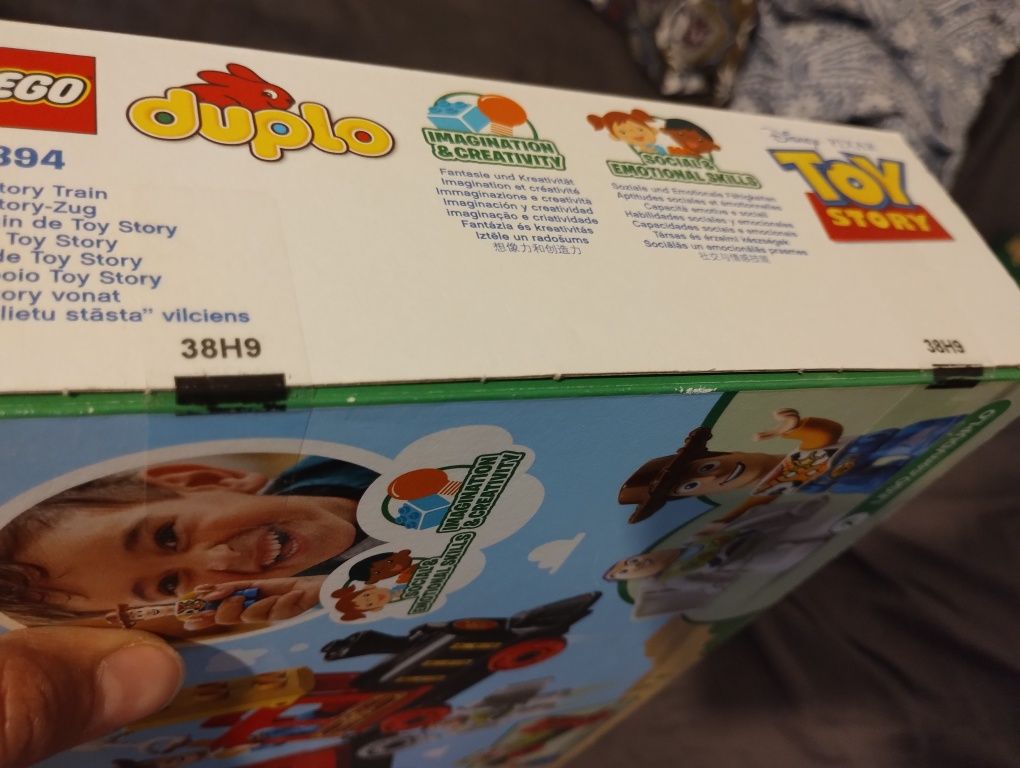 EGO
duplo
394
tory Train
tory-Zug
in de Toy Story
Toy Story
de Toy Story
oio Toy Story
ory vonat
lietu stāsta” vilciens
38H9
IMAGINATION
& CREATIVITY
Fantasie und Kreativität
Imagination et créativité
Immaginazione e creatività
Imaginación y creatividad
Imaginação e criatividade
Fantázia és kreativitás
Iztēle un radošums
想像力和创造力
SOCIAL &
EMOTIONAL SKILLS
Soziale und Emotionale Fähigkeiten
Aptitudes sociales et émotionnelles
Capacità emotive e sociali
Habilidades sociales y emocionales
Capacidades sociais e emocionais
Társas és érzelmi készségek
Sociālās un emocionālās prasmes
社交与情感技能
Disney PIXAR
TOY
STORY
38H9
IMAGINATION
& CREATIVITY
SOCIAL &
EMOTIONAL SKILLS